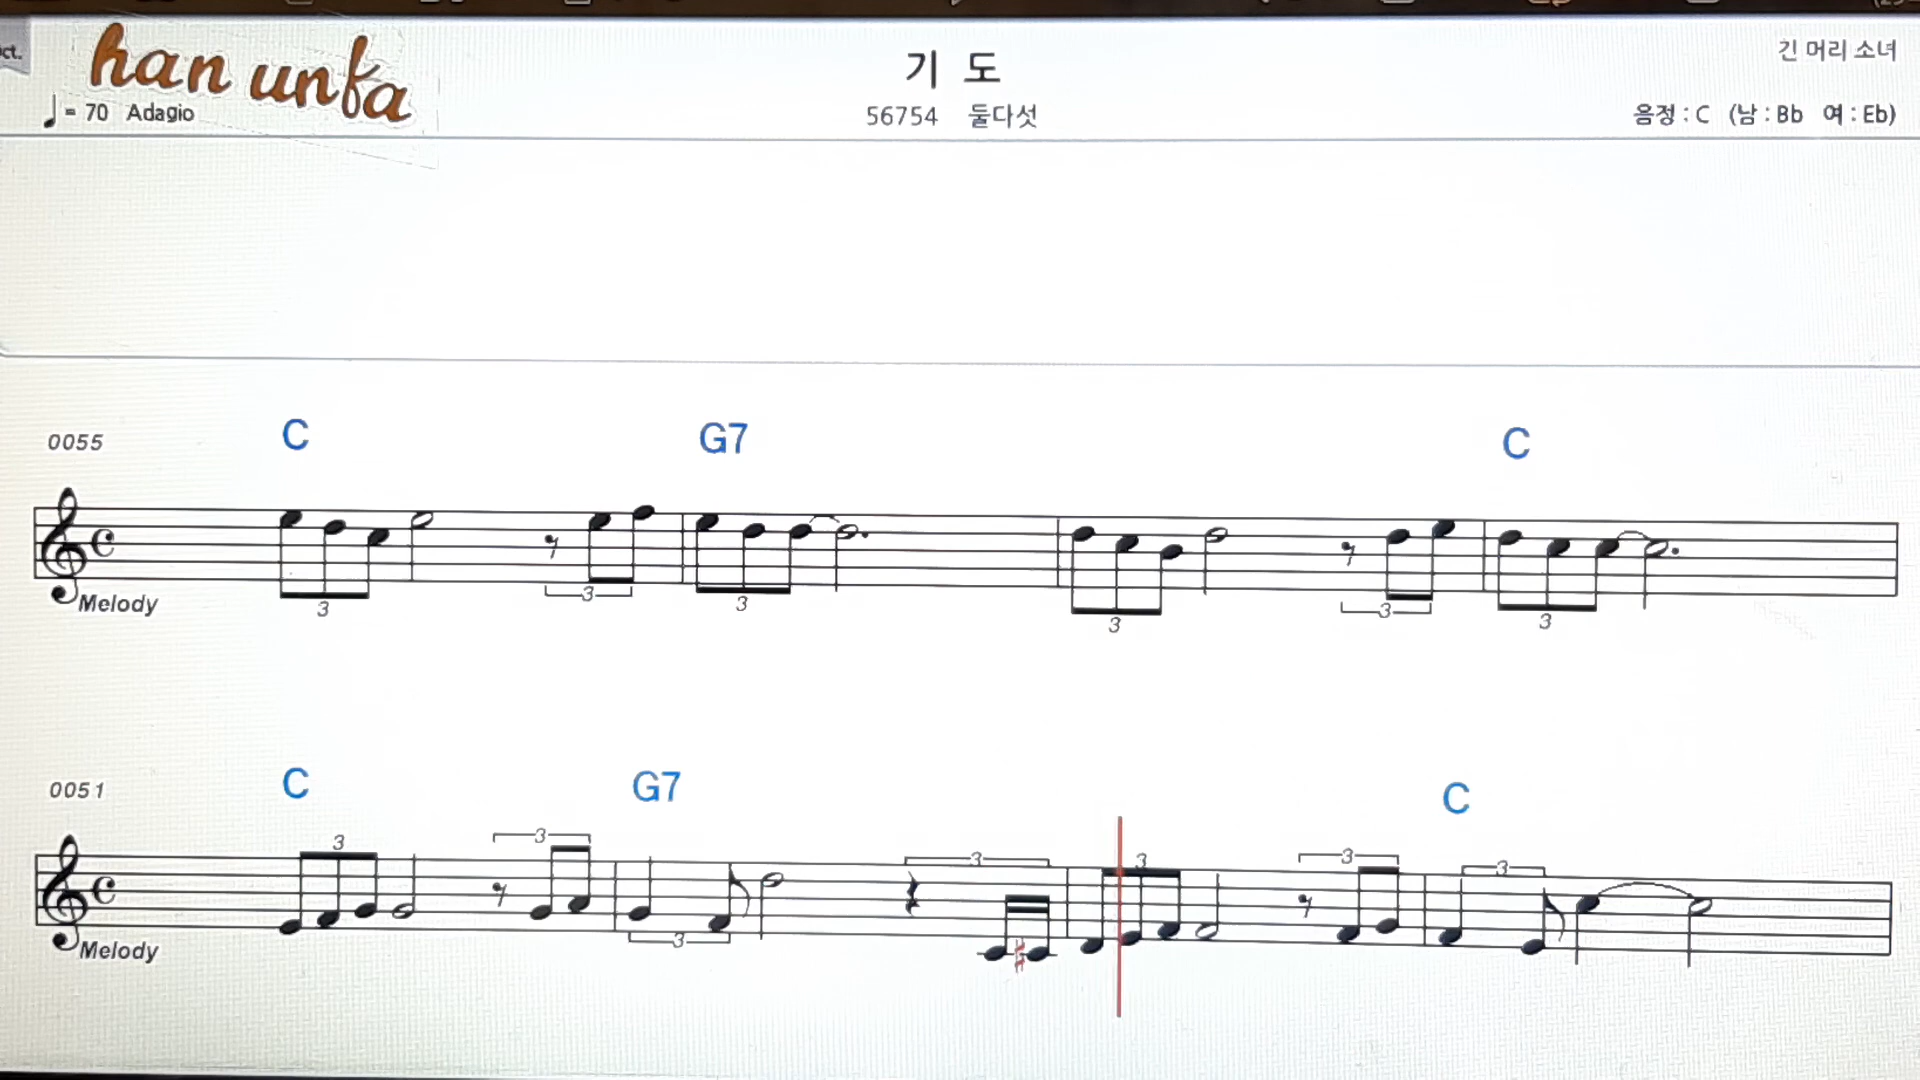 ct.
han unfa
♩ = 70 Adagio
기 도
56754 둘다섯
긴 머리 소녀
음정 : C (남 : Bb 여 : Eb)
0055
C G7 C
Melody
3 3 3 3 3 3
0051
C G7 C
3 3 3 3 3 3
3
Melody